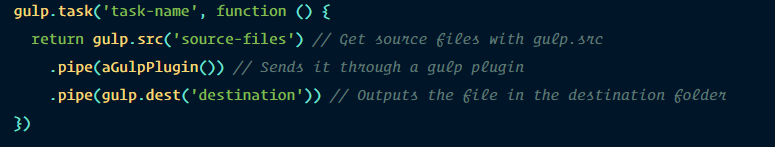 gulp.task('task-name', function () {
return gulp.src('source-files') // Get source files with gulp.src
.pipe(aGulpPlugin()) // Sends it through a gulp plugin
.pipe(gulp.dest('destination')) // Outputs the file in the destination folder
})